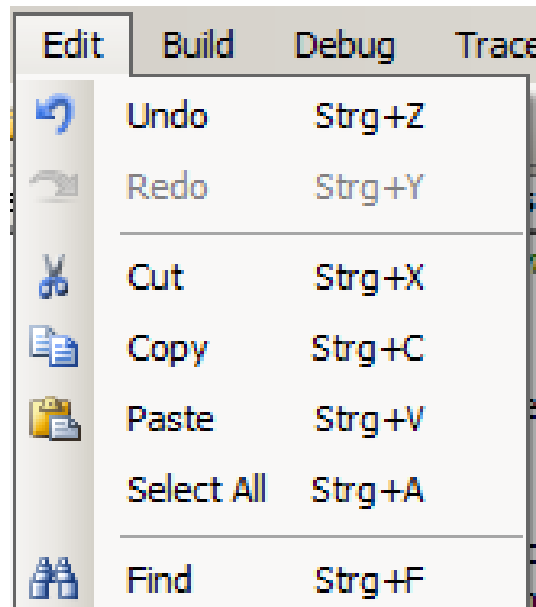 Edit Build Debug Trace
Undo Strg+Z
Redo Strg+Y
Cut Strg+X
Copy Strg+C
Paste Strg+V
Select All Strg+A
Find Strg+F